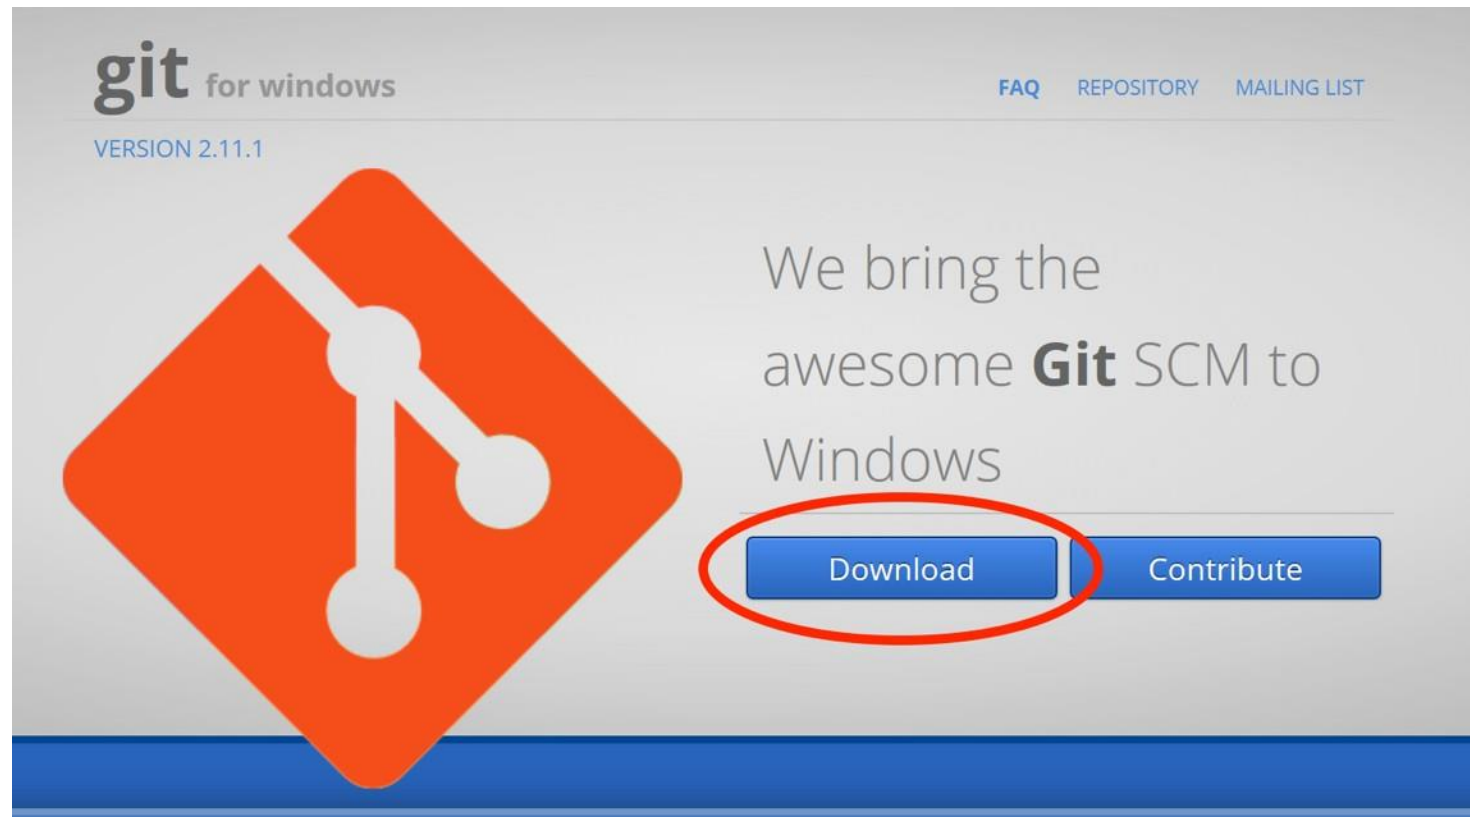 git for windows
FAQ REPOSITORY MAILING LIST
VERSION 2.11.1
We bring the
awesome Git SCM to
Windows
Download
Contribute